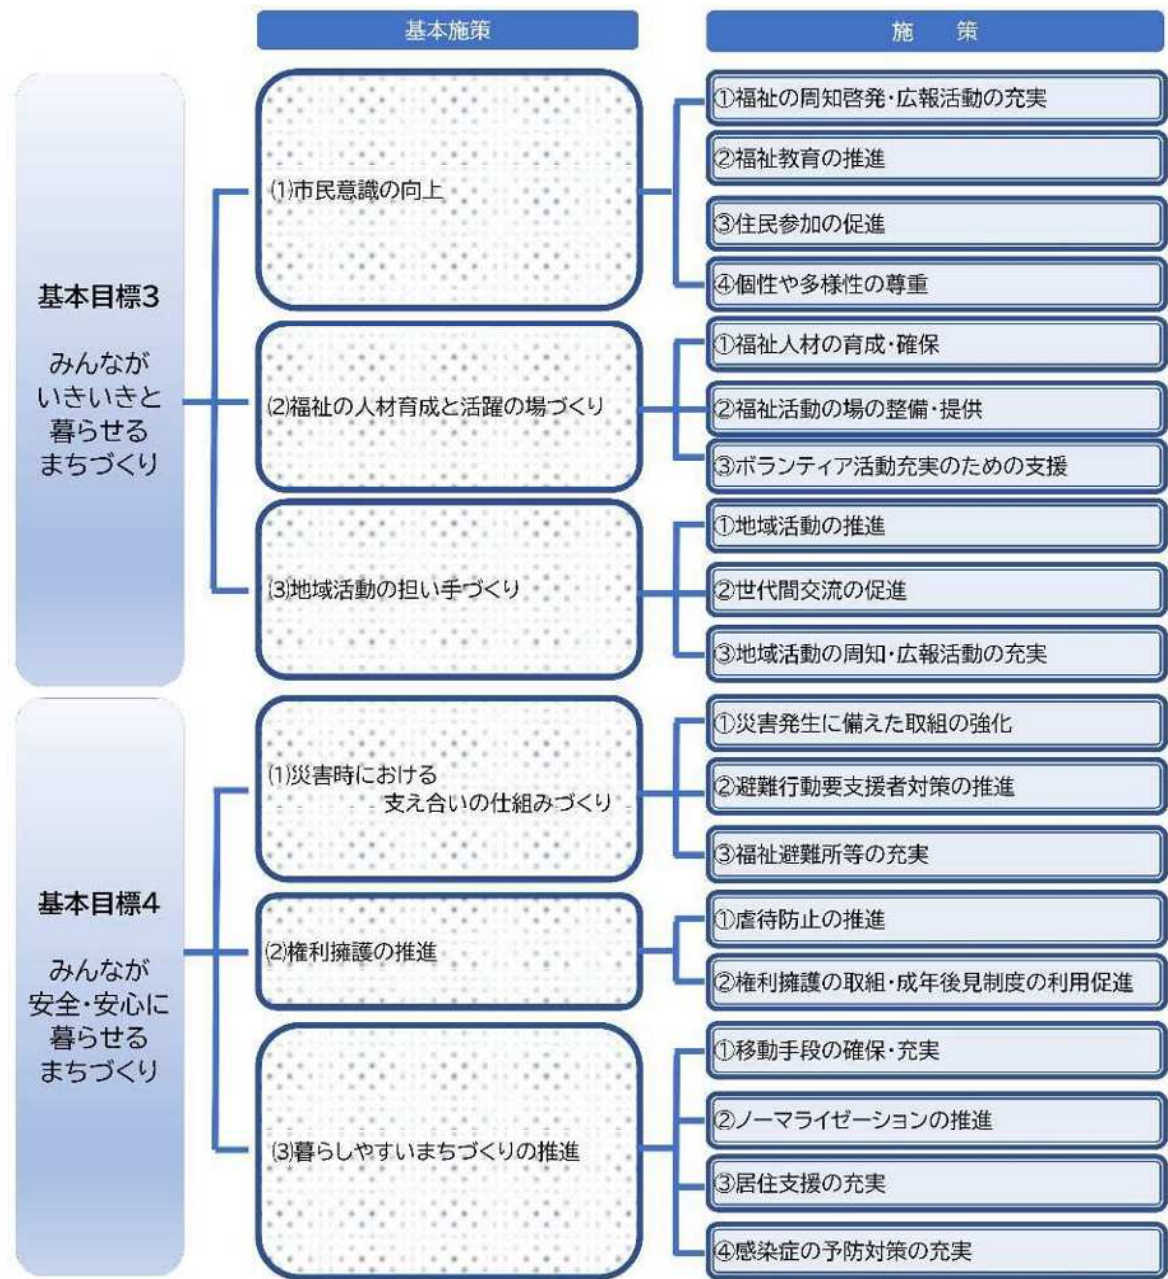 基本施策
施　策
基本目標3
みんなが
いきいきと
暮らせる
まちづくり
⑴市民意識の向上
①福祉の周知啓発・広報活動の充実
②福祉教育の推進
③住民参加の促進
④個性や多様性の尊重
⑵福祉の人材育成と活躍の場づくり
①福祉人材の育成・確保
②福祉活動の場の整備・提供
③ボランティア活動充実のための支援
⑶地域活動の担い手づくり
①地域活動の推進
②世代間交流の促進
③地域活動の周知・広報活動の充実
基本目標4
みんなが
安全・安心に
暮らせる
まちづくり
⑴災害時における
支え合いの仕組みづくり
①災害発生に備えた取組の強化
②避難行動要支援者対策の推進
③福祉避難所等の充実
⑵権利擁護の推進
①虐待防止の推進
②権利擁護の取組・成年後見制度の利用促進
⑶暮らしやすいまちづくりの推進
①移動手段の確保・充実
②ノーマライゼーションの推進
③居住支援の充実
④感染症の予防対策の充実